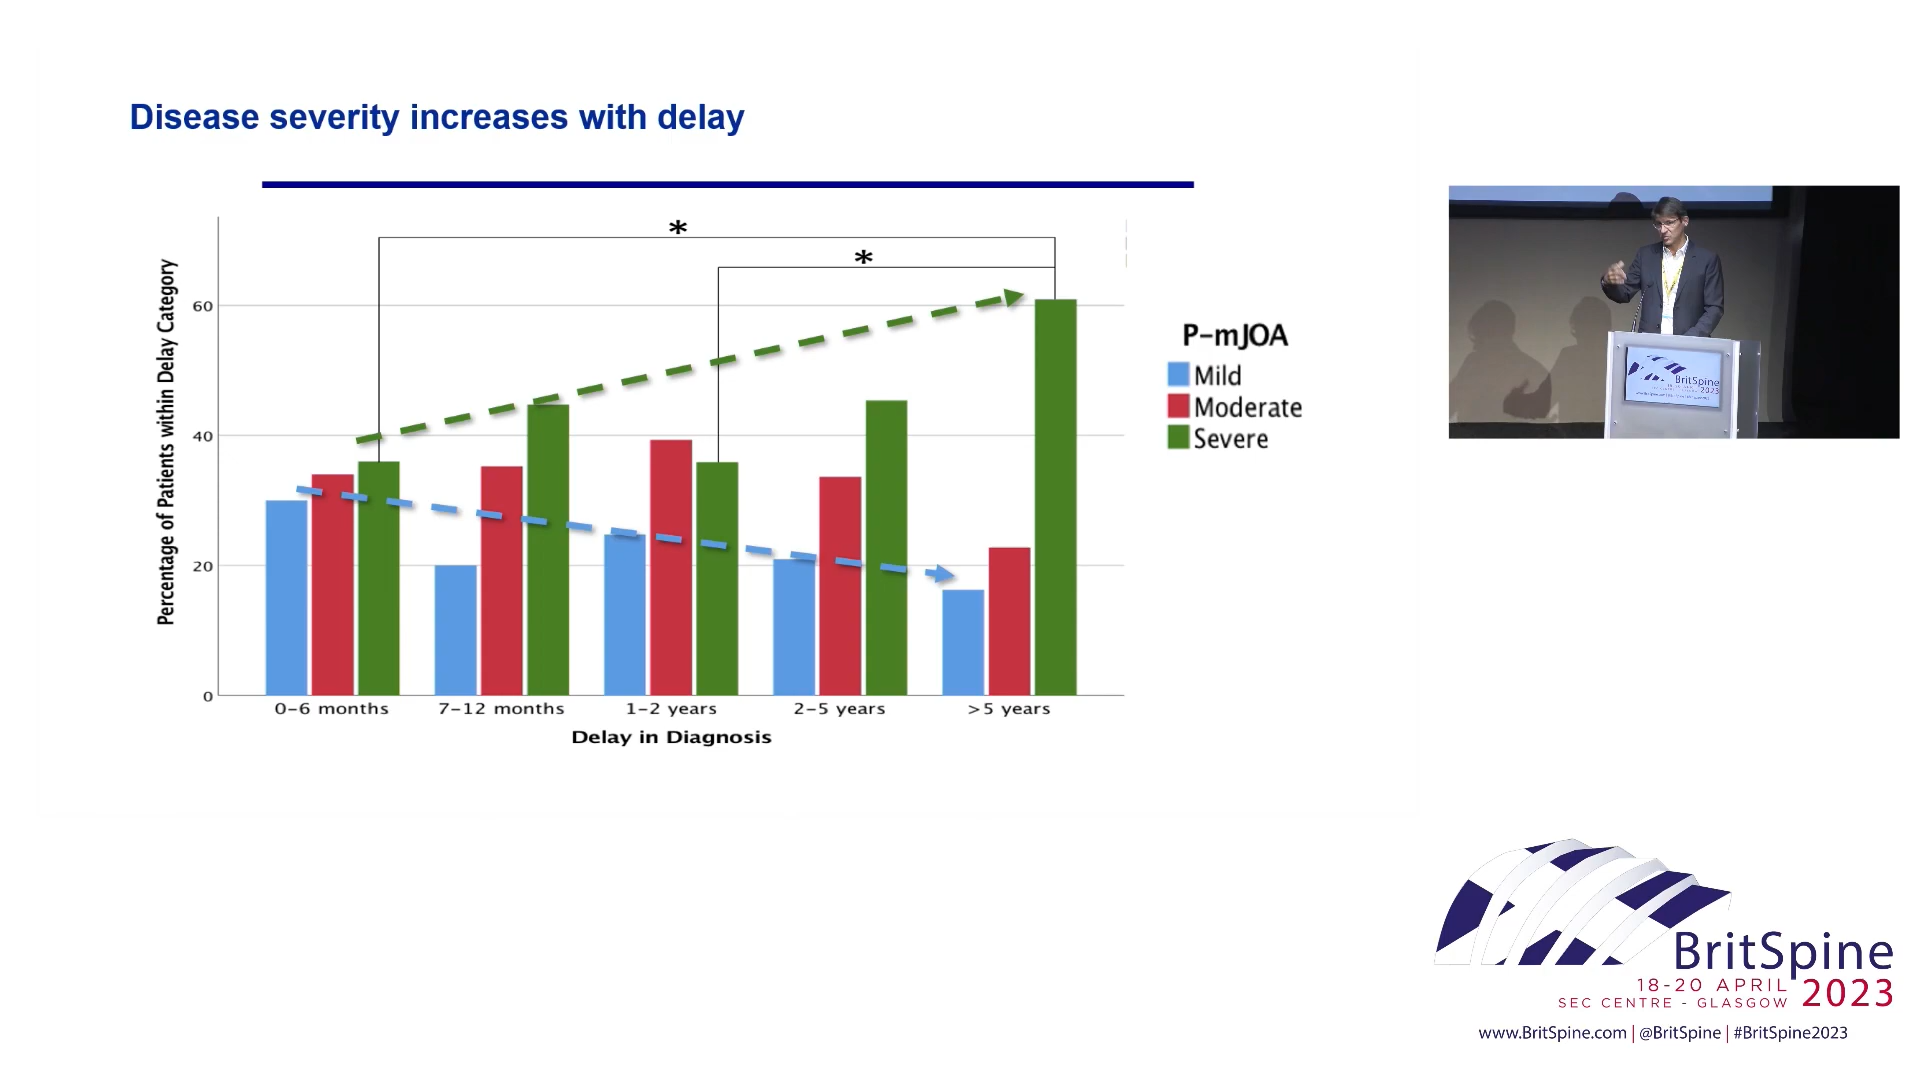 Disease severity increases with delay
*
*
Percentage of Patients within Delay Category
60
40
20
0
0-6 months
7-12 months
1-2 years
2-5 years
>5 years
Delay in Diagnosis
P-mJOA
Mild
Moderate
Severe
BritSpine
2023
BritSpine
18-20 APRIL
2023
SEC CENTRE - GLASGOW
www.BritSpine.com | @BritSpine | #BritSpine2023